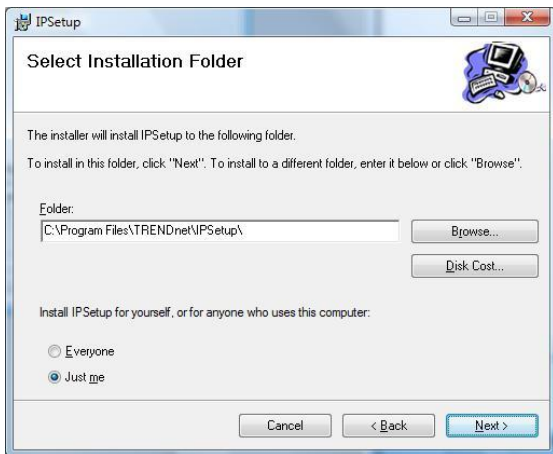 IPSetup
Select Installation Folder
The installer will install IPSetup to the following folder.
To install in this folder, click "Next". To install to a different folder, enter it below or click "Browse".
Folder:
C:\Program Files\TRENDnet\IPSetup\
Browse...
Disk Cost...
Install IPSetup for yourself, or for anyone who uses this computer:
Everyone
Just me
Cancel
< Back
Next >